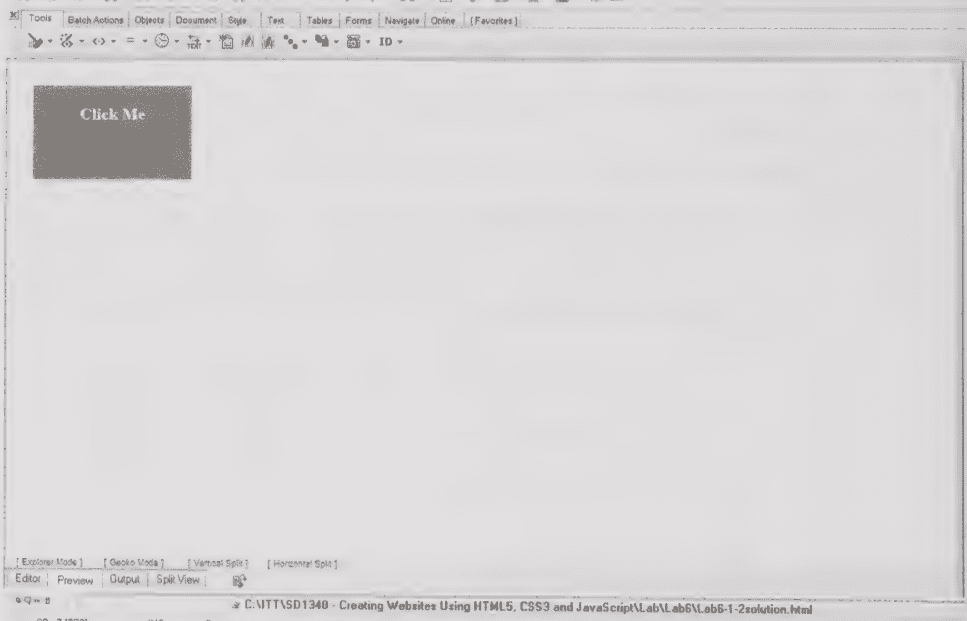 Tools Batch Actions Objects Document Style Text Tables Forms Navigate Online [Favorites]
TEXT ID
Click Me
[Explorer Mode] [Gecko Mode] [Vertical Split] [Horizontal Split]
Editor Preview Output Split View
C:\ITT\SD1340 - Creating Websites Using HTML5, CSS3 and JavaScript\Lab\Lab6\Lab6-1-2solution.html